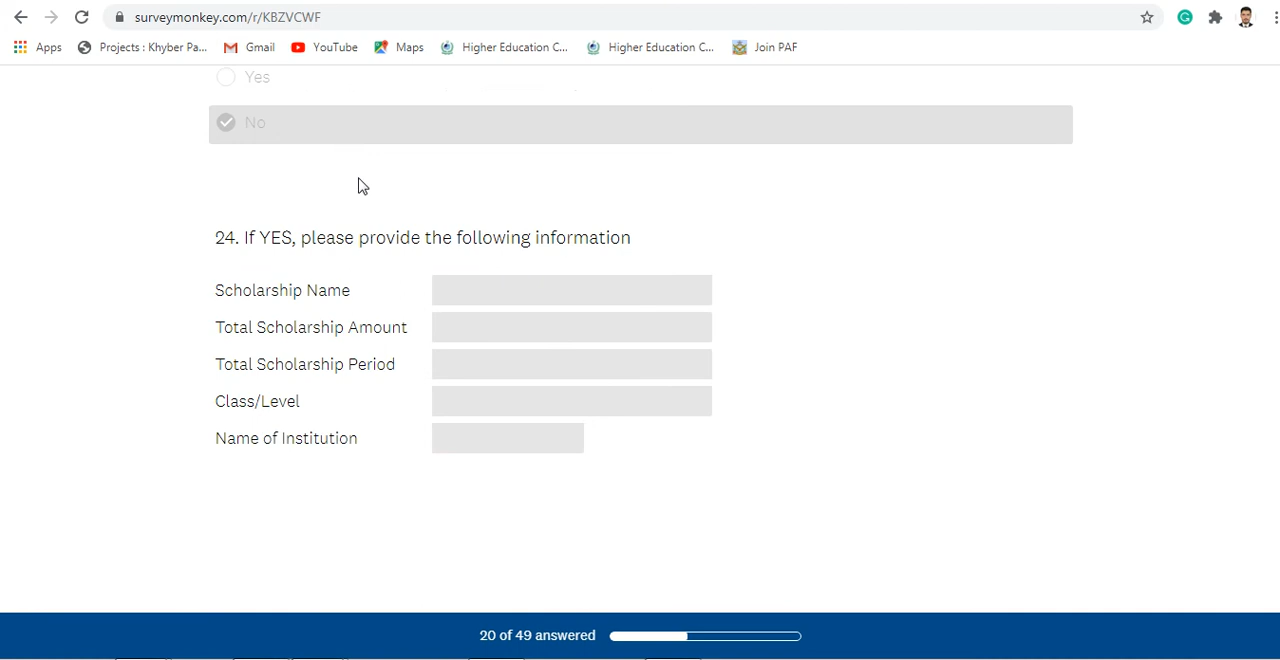 surveymonkey.com/r/KBZVCWF
Apps Projects : Khyber Pa... Gmail YouTube Maps Higher Education C... Higher Education C... Join PAF
Yes
No
24. If YES, please provide the following information
Scholarship Name
Total Scholarship Amount
Total Scholarship Period
Class/Level
Name of Institution
20 of 49 answered